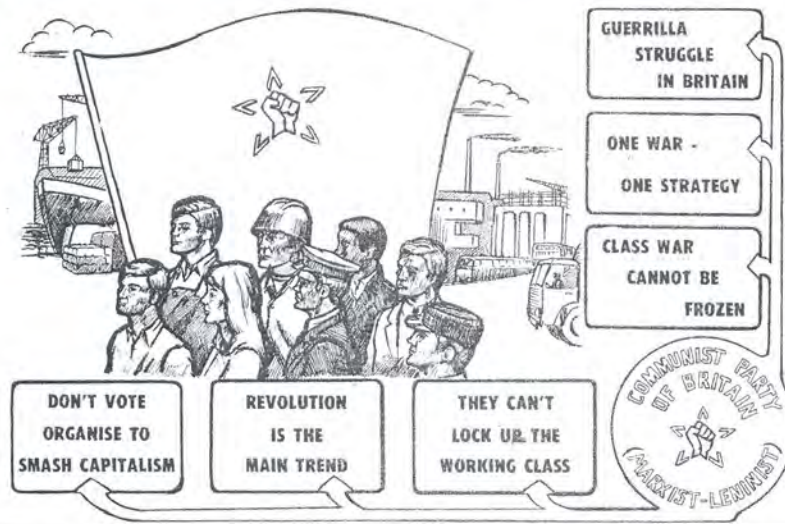 GUERRILLA
STRUGGLE
IN BRITAIN
ONE WAR -
ONE STRATEGY
CLASS WAR
CANNOT BE
FROZEN
DON'T VOTE
ORGANISE TO
SMASH CAPITALISM
REVOLUTION
IS THE
MAIN TREND
THEY CAN'T
LOCK UP THE
WORKING CLASS
COMMUNIST PARTY
OF BRITAIN
(MARXIST-LENINIST)